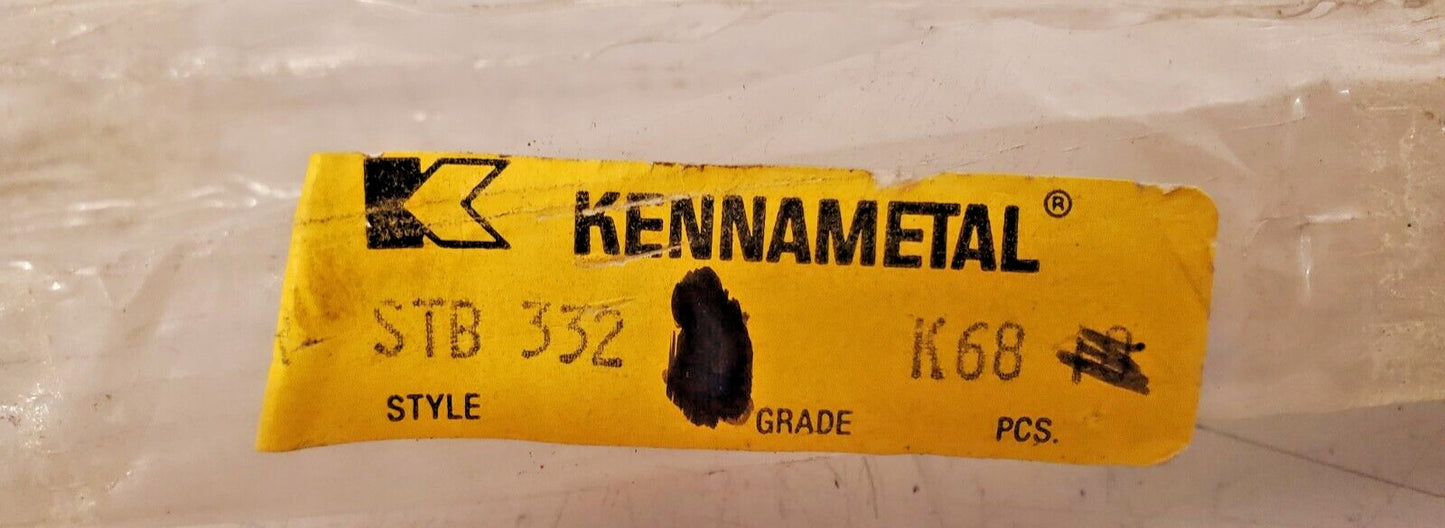 K KENNAMETAL®
STB 332 K68
STYLE GRADE PCS.